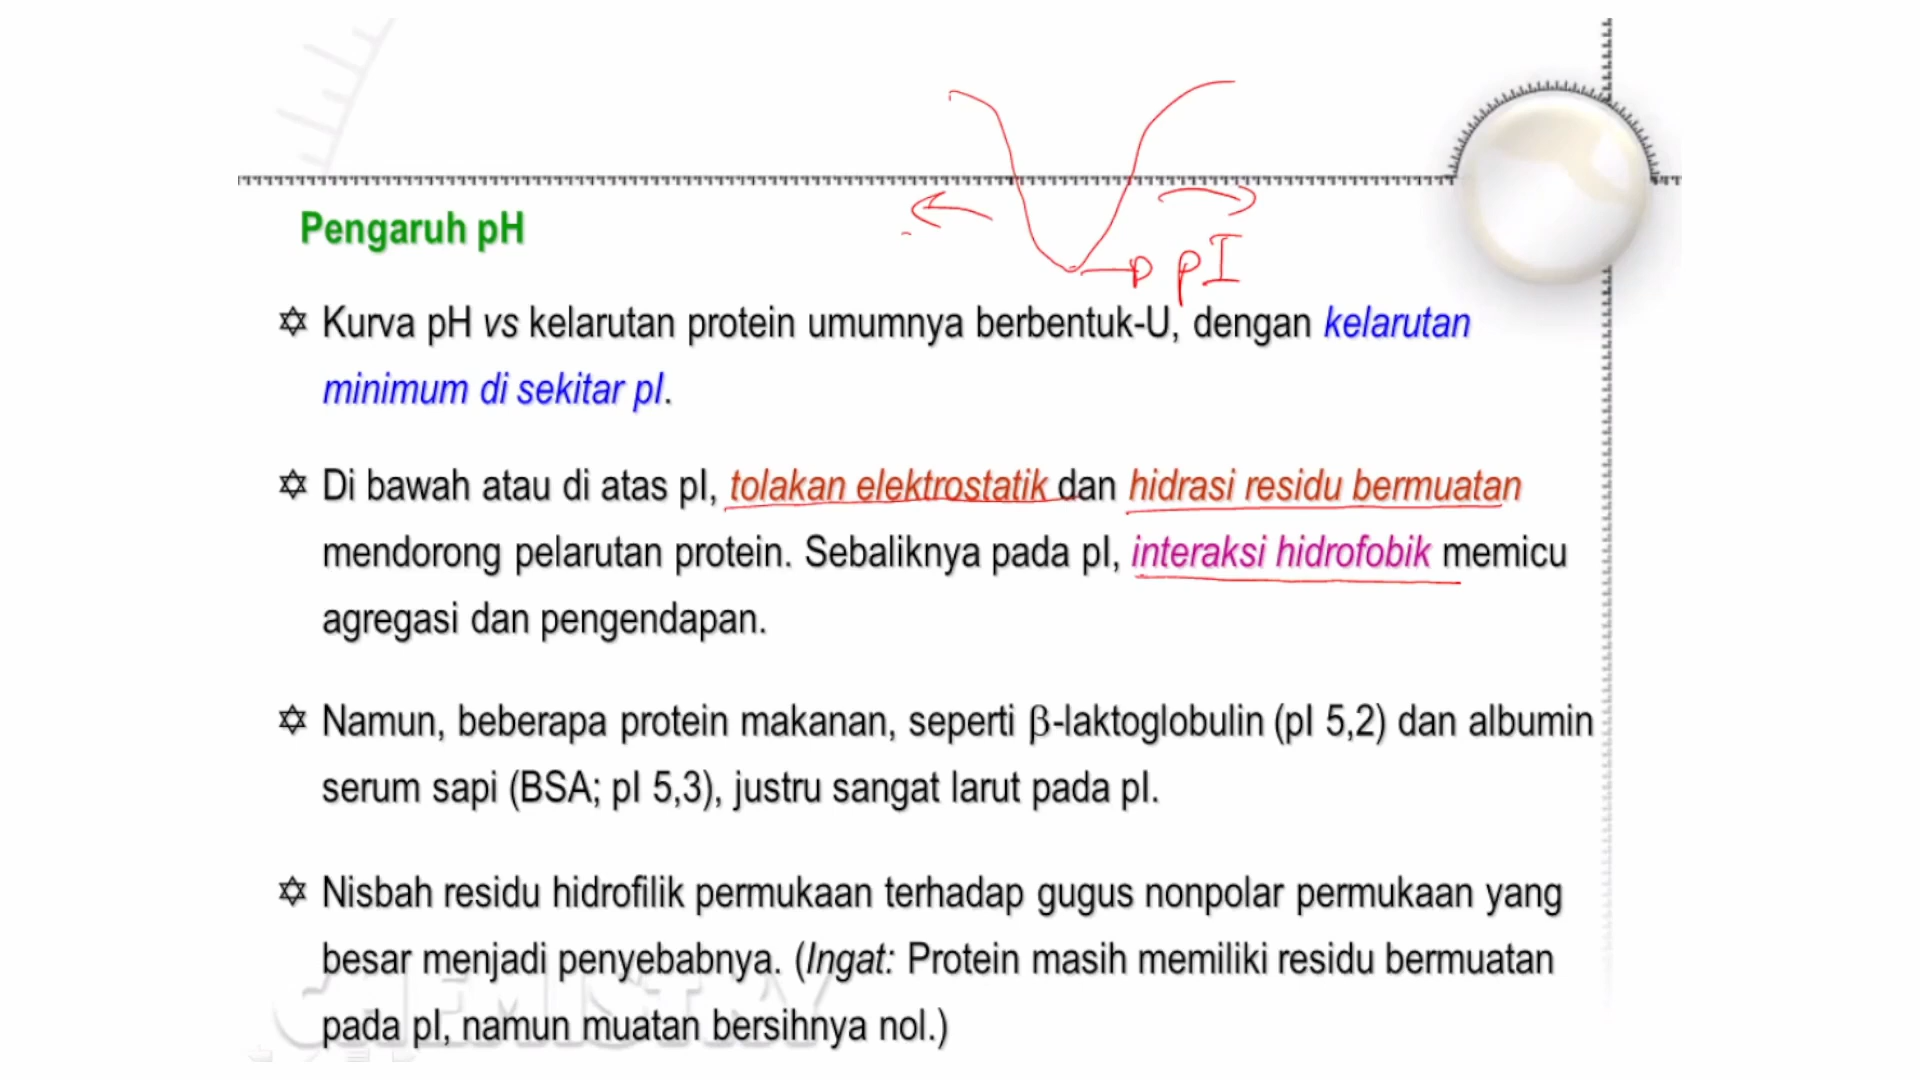 pI
Pengaruh pH
Kurva pH vs kelarutan protein umumnya berbentuk-U, dengan kelarutan
minimum di sekitar pI.
Di bawah atau di atas pI, tolakan elektrostatik dan hidrasi residu bermuatan
mendorong pelarutan protein. Sebaliknya pada pI, interaksi hidrofobik memicu
agregasi dan pengendapan.
Namun, beberapa protein makanan, seperti β-laktoglobulin (pI 5,2) dan albumin
serum sapi (BSA; pI 5,3), justru sangat larut pada pI.
Nisbah residu hidrofilik permukaan terhadap gugus nonpolar permukaan yang
besar menjadi penyebabnya. (Ingat: Protein masih memiliki residu bermuatan
pada pI, namun muatan bersihnya nol.)
CHEMISTRY